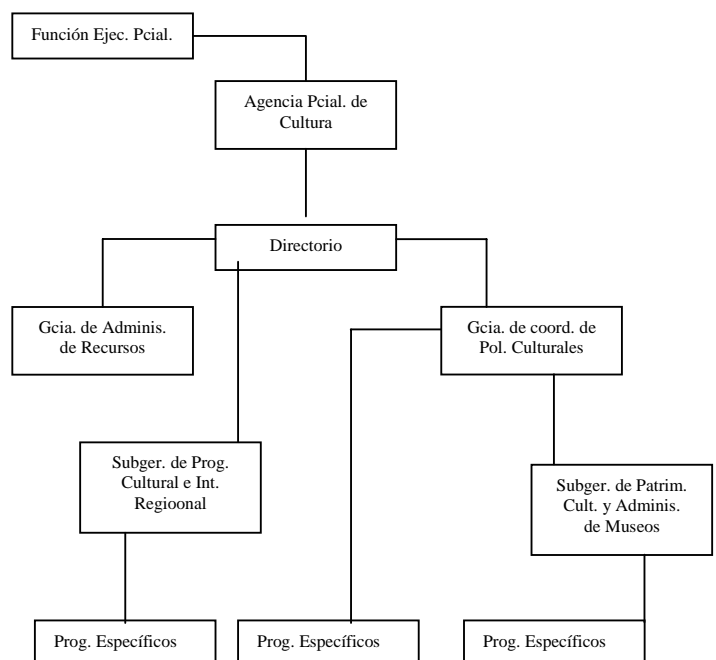 Función Ejec. Pcial.
Agencia Pcial. de
Cultura
Directorio
Gcia. de Adminis.
de Recursos
Gcia. de coord. de
Pol. Culturales
Subger. de Prog.
Cultural e Int.
Regioonal
Subger. de Patrim.
Cult. y Adminis.
de Museos
Prog. Específicos
Prog. Específicos
Prog. Específicos